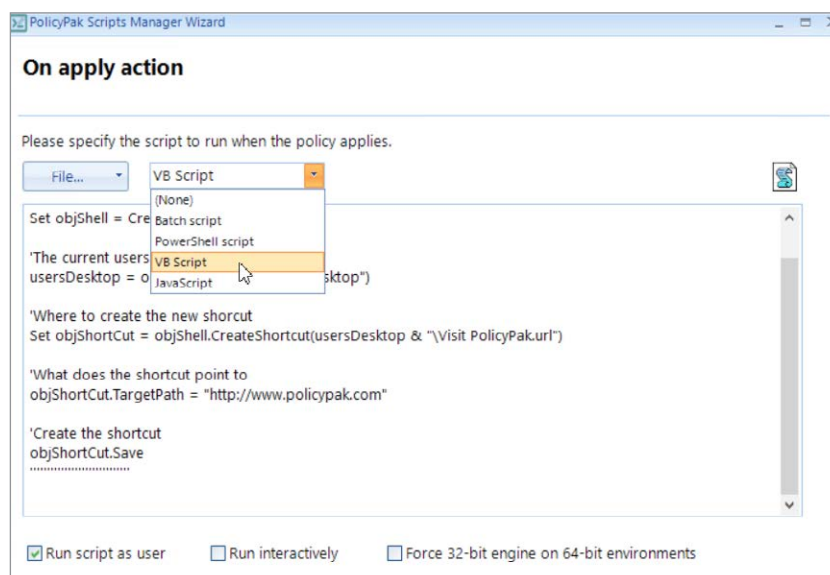 PolicyPak Scripts Manager Wizard
On apply action
Please specify the script to run when the policy applies.
File... VB Script
(None)
Batch script
PowerShell script
VB Script
JavaScript
Set objShell = Cre
'The current users
usersDesktop = o sktop")
'Where to create the new shorcut
Set objShortCut = objShell.CreateShortcut(usersDesktop & "\Visit PolicyPak.url")
'What does the shortcut point to
objShortCut.TargetPath = "http://www.policypak.com"
'Create the shortcut
objShortCut.Save
''''''''''''''''''''''''''''''
Run script as user Run interactively Force 32-bit engine on 64-bit environments